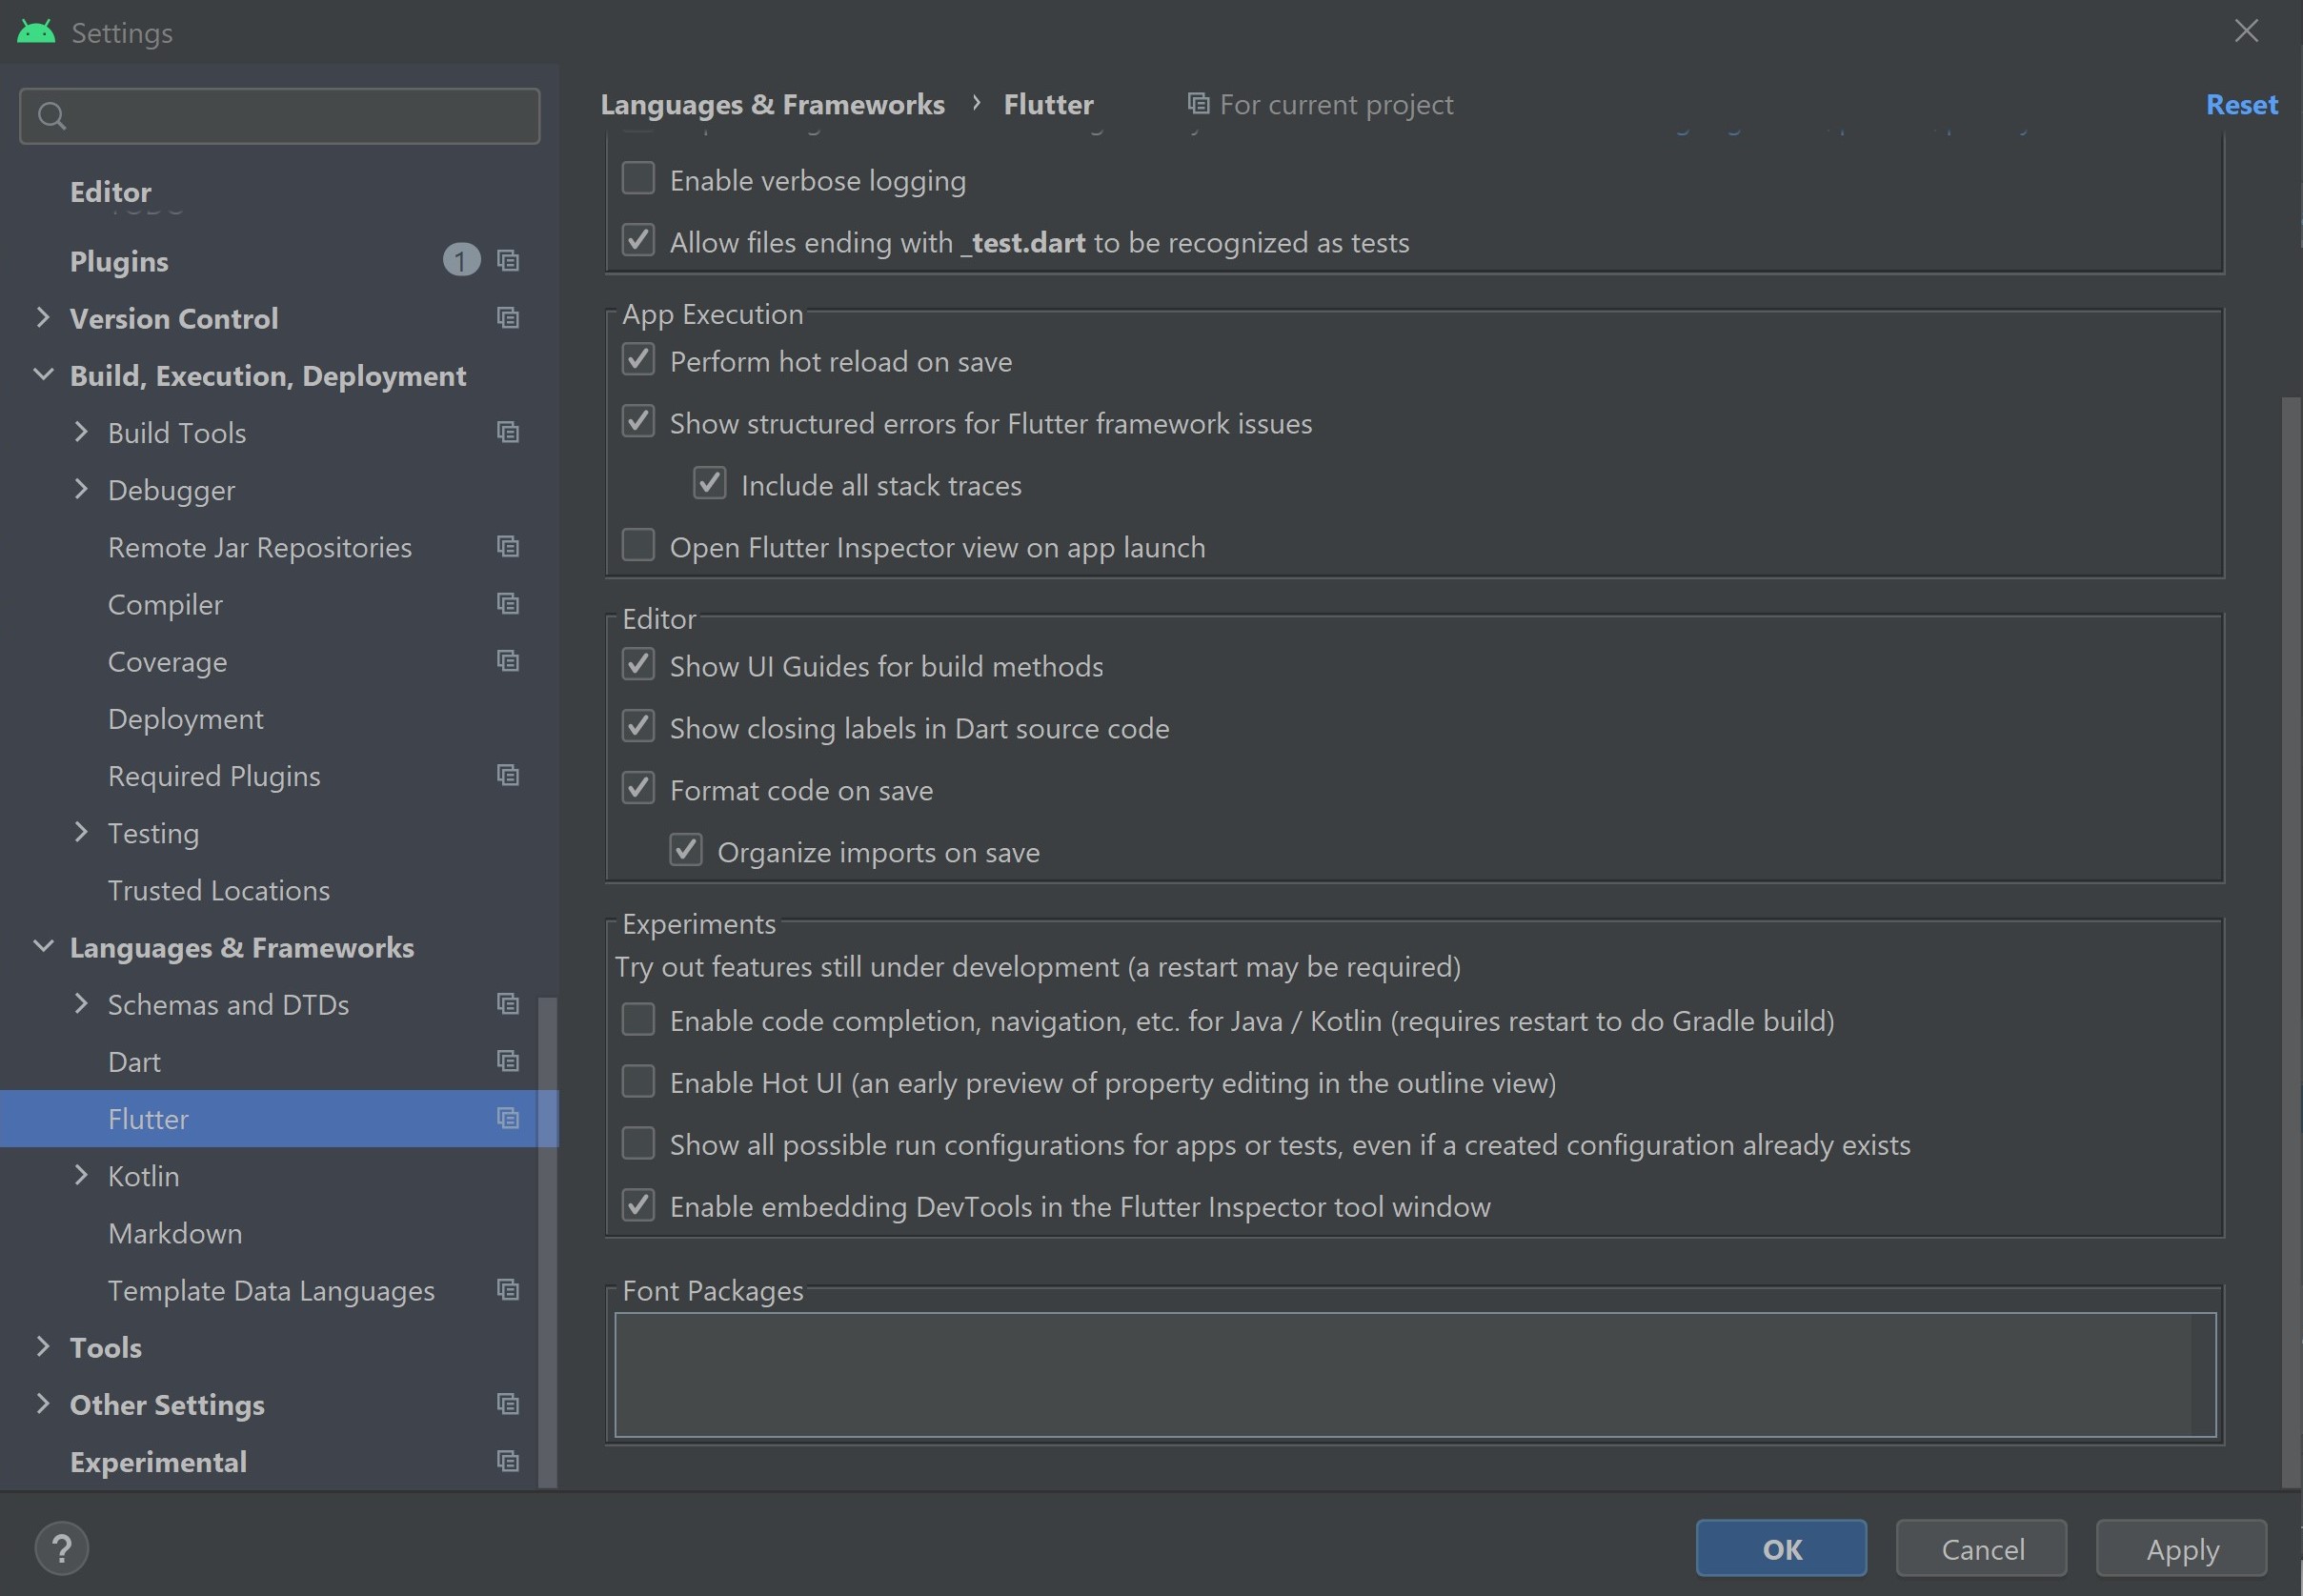 Settings
Editor
Plugins 1
Version Control
Build, Execution, Deployment
Build Tools
Debugger
Remote Jar Repositories
Compiler
Coverage
Deployment
Required Plugins
Testing
Trusted Locations
Languages & Frameworks
Schemas and DTDs
Dart
Flutter
Kotlin
Markdown
Template Data Languages
Tools
Other Settings
Experimental
Languages & Frameworks › Flutter For current project Reset
Enable verbose logging
Allow files ending with _test.dart to be recognized as tests
App Execution
Perform hot reload on save
Show structured errors for Flutter framework issues
Include all stack traces
Open Flutter Inspector view on app launch
Editor
Show UI Guides for build methods
Show closing labels in Dart source code
Format code on save
Organize imports on save
Experiments
Try out features still under development (a restart may be required)
Enable code completion, navigation, etc. for Java / Kotlin (requires restart to do Gradle build)
Enable Hot UI (an early preview of property editing in the outline view)
Show all possible run configurations for apps or tests, even if a created configuration already exists
Enable embedding DevTools in the Flutter Inspector tool window
Font Packages
?
OK Cancel Apply